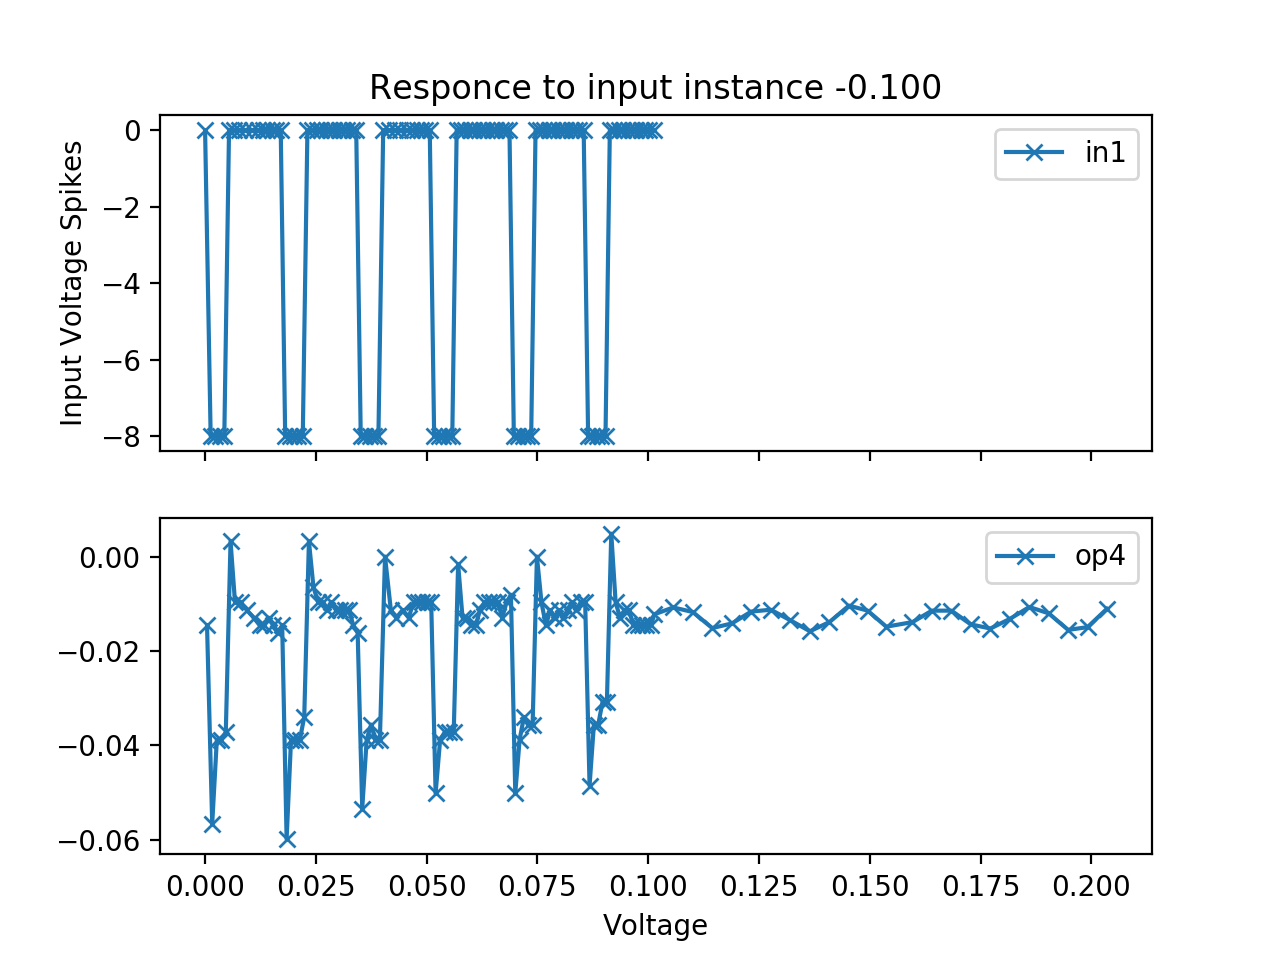 Responce to input instance -0.100
Input Voltage Spikes
0
−2
−4
−6
−8
in1
0.00
−0.02
−0.04
−0.06
op4
0.000 0.025 0.050 0.075 0.100 0.125 0.150 0.175 0.200
Voltage